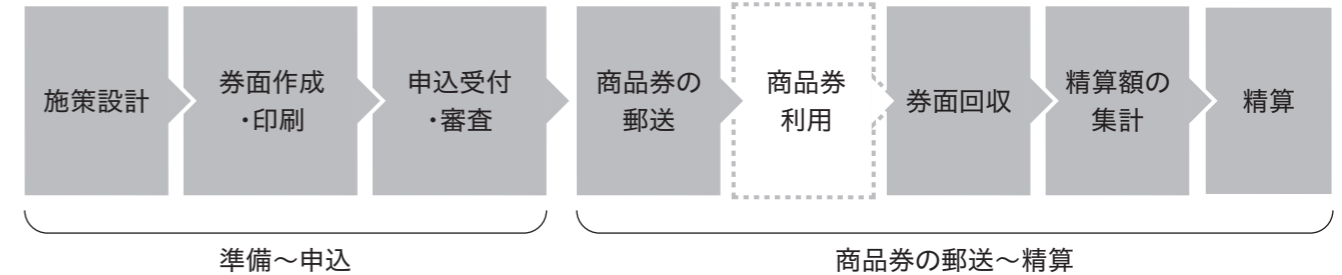 施策設計
券面作成
・印刷
申込受付
・審査
商品券の
郵送
商品券
利用
券面回収
精算額の
集計
精算
準備～申込
商品券の郵送～精算